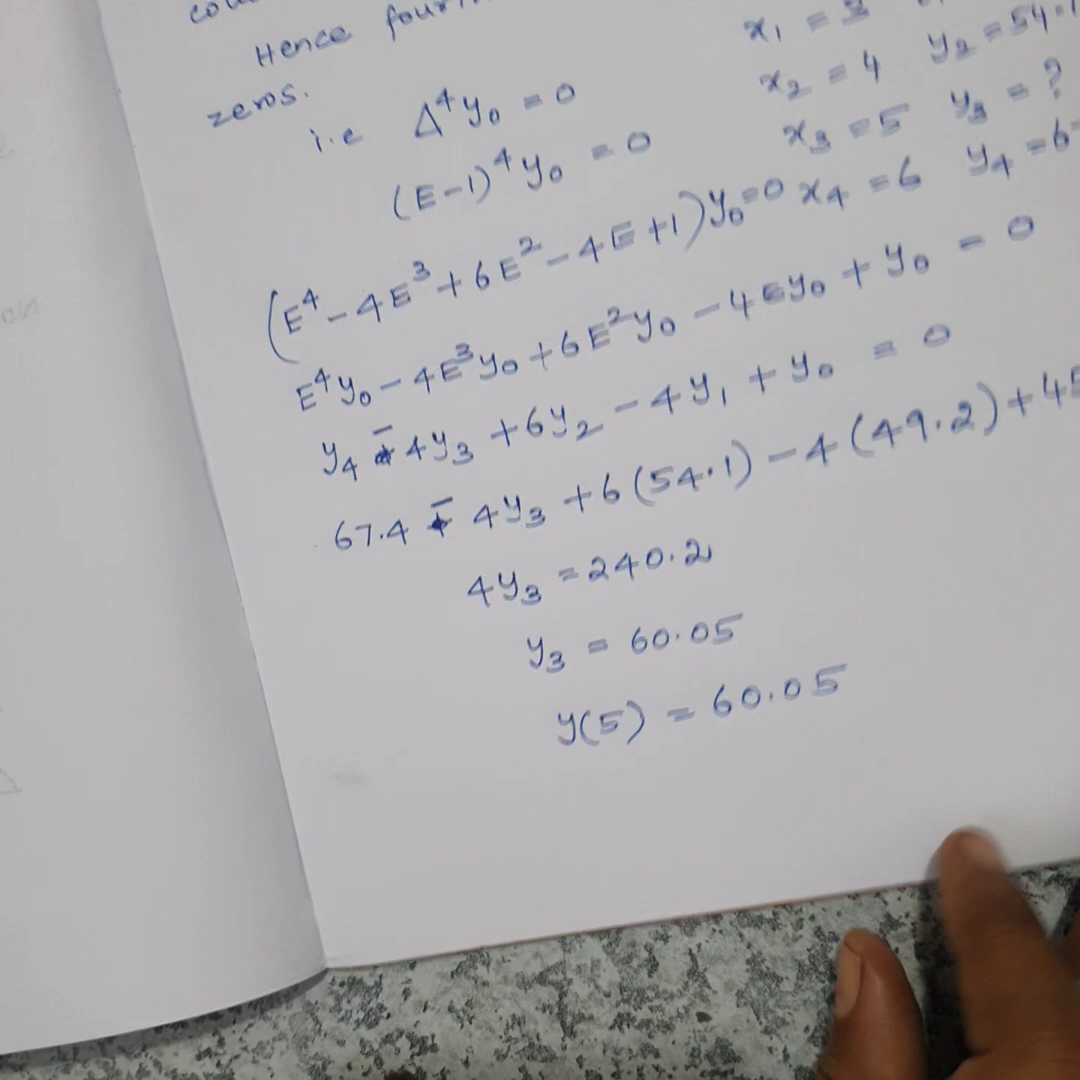 Hence
zeros.
i.e Δ⁴y₀ = 0
(E-1)⁴y₀ = 0
x₁ = 3
x₂ = 4 y₂ = 54.1
x₃ = 5 y₃ = ?
x₄ = 6 y₄ = 6
(E⁴ - 4E³ + 6E² - 4E + 1)y₀ = 0
E⁴y₀ - 4E³y₀ + 6E²y₀ - 4Ey₀ + y₀ = 0
y₄ - 4y₃ + 6y₂ - 4y₁ + y₀ = 0
67.4 - 4y₃ + 6(54.1) - 4(49.2) + 45
4y₃ = 240.2
y₃ = 60.05
y(5) = 60.05